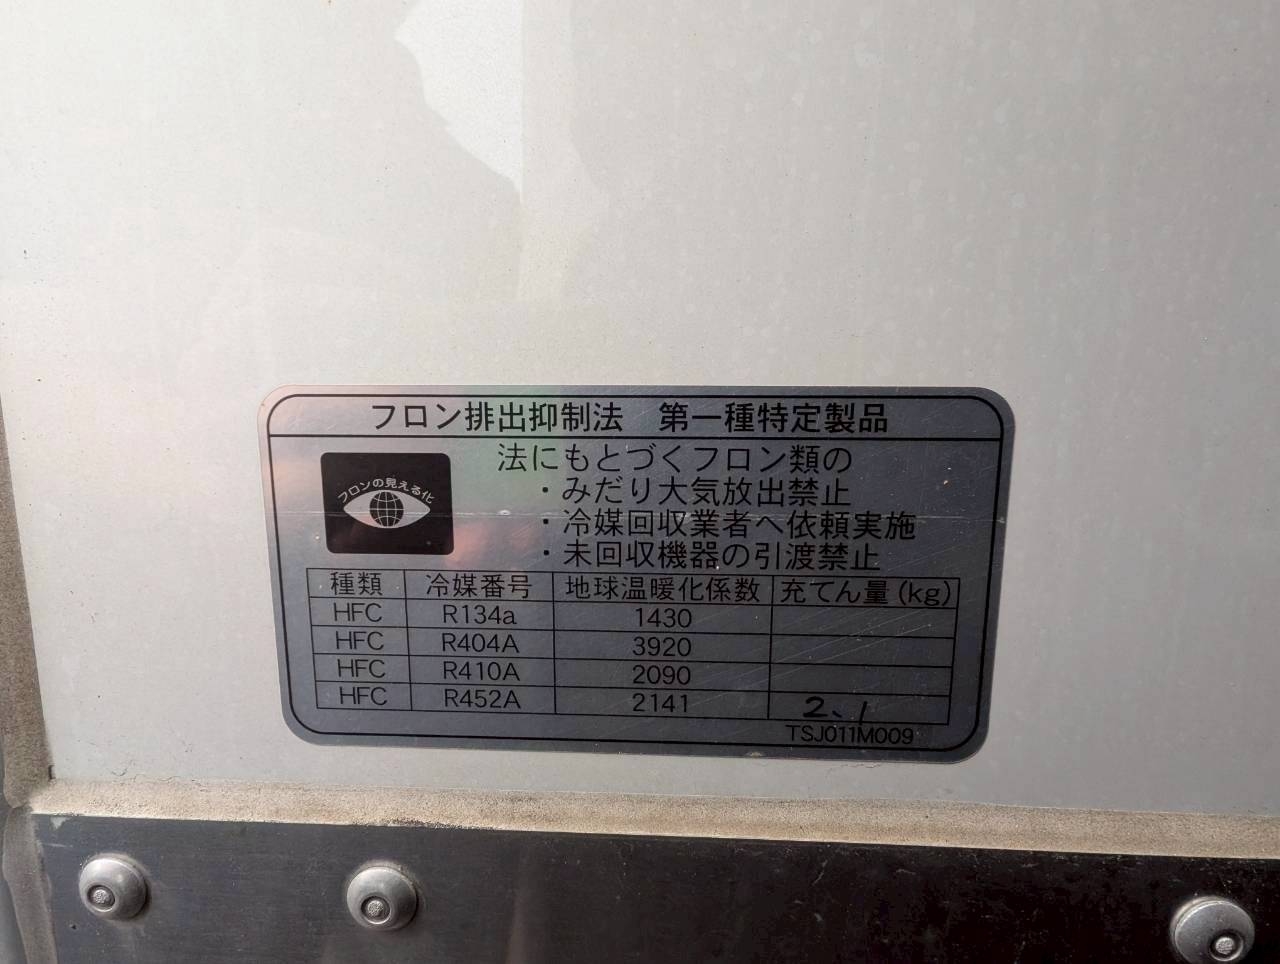 フロン排出抑制法　第一種特定製品
フロンの見える化
法にもとづくフロン類の
・みだり大気放出禁止
・冷媒回収業者へ依頼実施
・未回収機器の引渡禁止
種類 冷媒番号 地球温暖化係数 充てん量(kg)
HFC R134a 1430
HFC R404A 3920
HFC R410A 2090
HFC R452A 2141 2.1
TSJ011M009